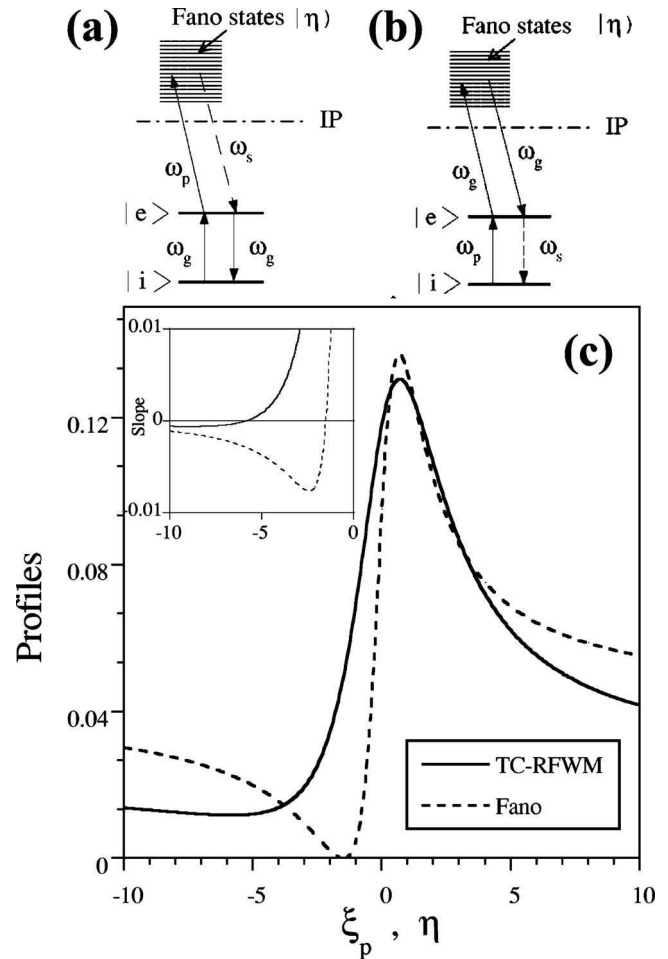 (a)
Fano states |η⟩
IP
ω_p
ω_s
|e>
ω_g
ω_g
|i>
(b)
Fano states |η⟩
IP
ω_g
ω_g
|e>
ω_p
ω_s
|i>
(c)
0.01
0
-0.01
Slope
-10
-5
0
0.12
0.08
0.04
0
Profiles
TC-RFWM
Fano
-10
-5
0
5
10
ξ_p , η